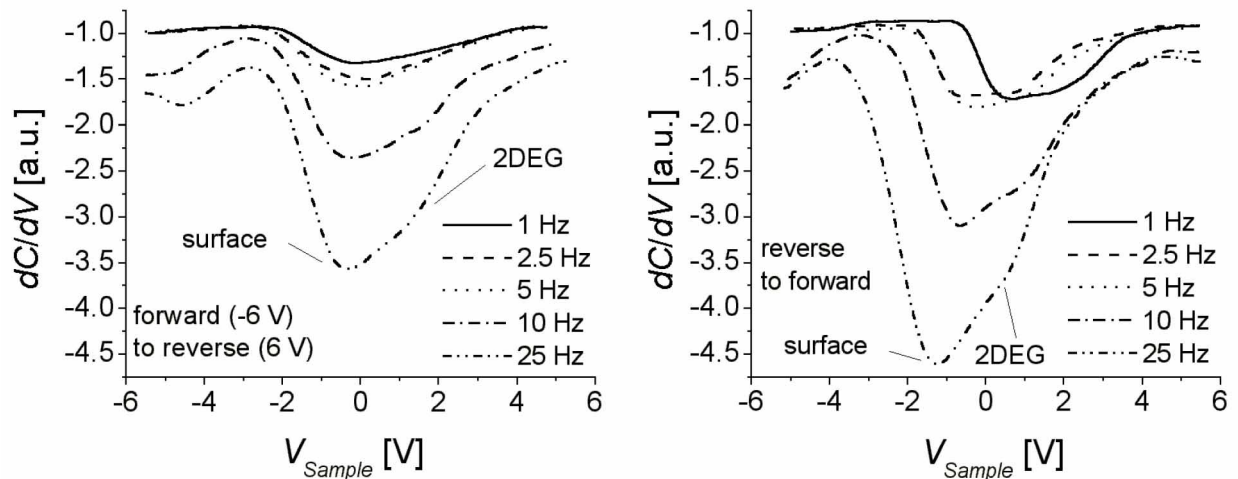 -1.0
-1.5
-2.0
-2.5
-3.0
-3.5
-4.0
-4.5
dC/dV [a.u.]
2DEG
surface
forward (-6 V)
to reverse (6 V)
1 Hz
2.5 Hz
5 Hz
10 Hz
25 Hz
-6 -4 -2 0 2 4 6
V Sample [V]
-1.0
-1.5
-2.0
-2.5
-3.0
-3.5
-4.0
-4.5
dC/dV [a.u.]
reverse
to forward
surface
2DEG
1 Hz
2.5 Hz
5 Hz
10 Hz
25 Hz
-6 -4 -2 0 2 4 6
V Sample [V]